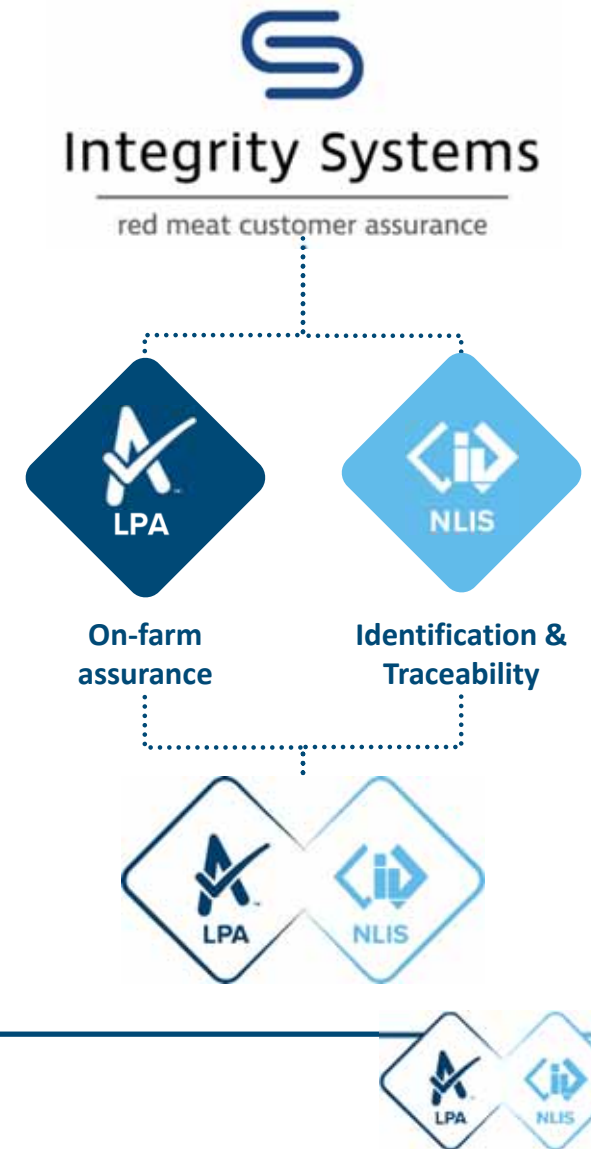 Integrity Systems
red meat customer assurance
LPA
NLIS
On-farm
assurance
Identification &
Traceability
LPA
NLIS
LPA
NLIS